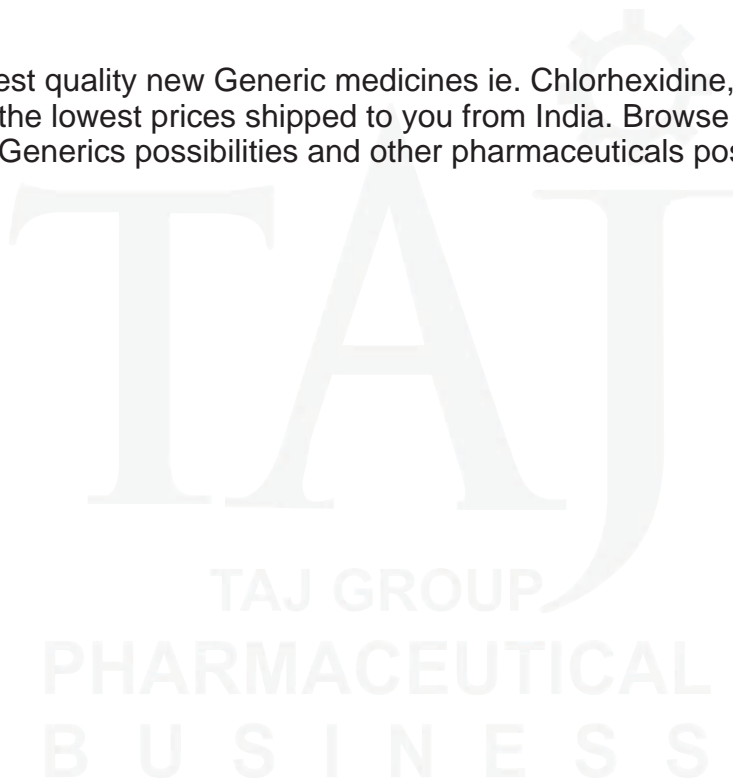 est quality new Generic medicines ie. Chlorhexidine,
the lowest prices shipped to you from India. Browse
Generics possibilities and other pharmaceuticals pos
TAJ
TAJ GROUP
PHARMACEUTICAL
BUSINESS